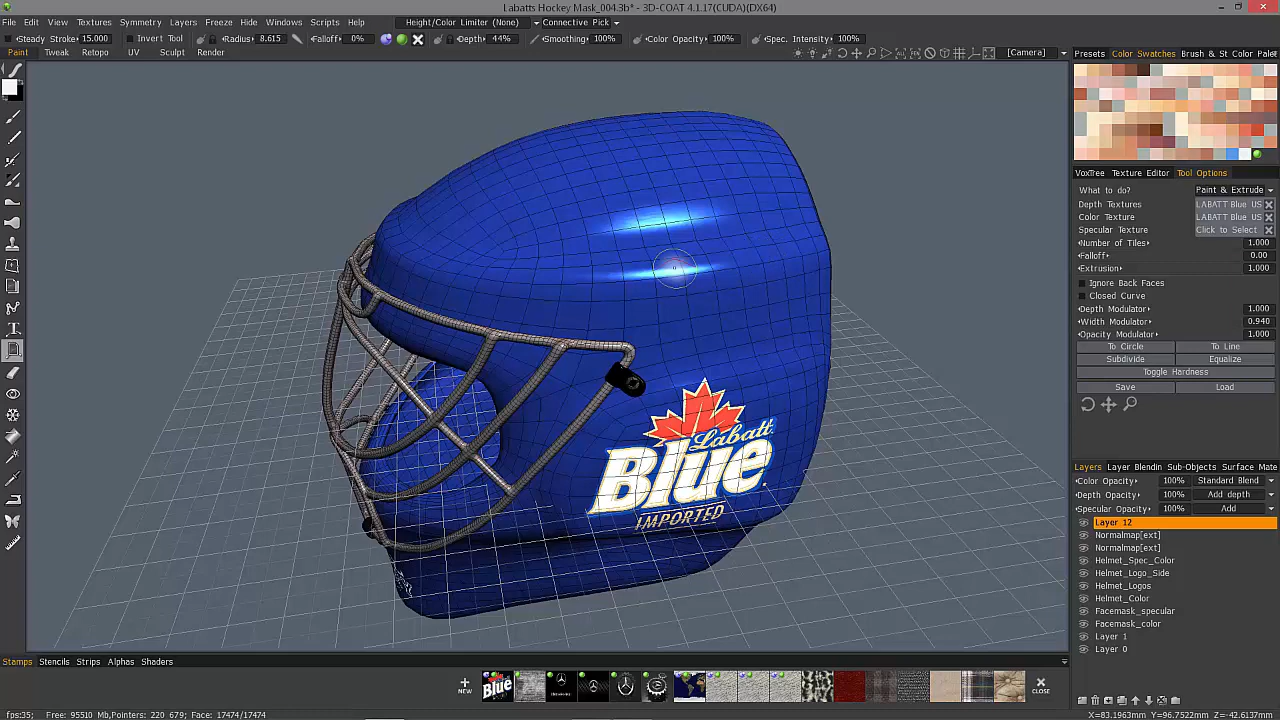 Labatts Hockey Mask_004.3b* - 3D-COAT 4.1.17(CUDA)(DX64)
File Edit View Textures Symmetry Layers Freeze Hide Windows Scripts Help Height/Color Limiter (None) Connective Pick
Steady Stroke 15.000 Invert Tool Radius 8.615 Falloff 0% Depth 44% Smoothing 100% Color Opacity 100% Spec. Intensity 100%
Paint Tweak Retopo UV Sculpt Render [Camera]
Presets Color Swatches Brush & St Color Palet
VoxTree Texture Editor Tool Options
What to do? Paint & Extrude
Depth Textures LABATT Blue US
Color Texture LABATT Blue US
Specular Texture Click to Select
Number of Tiles 1.000
Falloff 0.00
Extrusion 1.000
Ignore Back Faces
Closed Curve
Depth Modulator 1.000
Width Modulator 0.940
Opacity Modulator 1.000
To Circle To Line
Subdivide Equalize
Toggle Hardness
Save Load
Labatt
Blue
IMPORTED
Layers Layer Blendin Sub-Objects Surface Mate
Color Opacity 100% Standard Blend
Depth Opacity 100% Add depth
Specular Opacity 100% Add
Layer 12
Normalmap[ext]
Normalmap[ext]
Helmet_Spec_Color
Helmet_Logo_Side
Helmet_Logos
Helmet_Color
Facemask_specular
Facemask_color
Layer 1
Layer 0
Stamps Stencils Strips Alphas Shaders
NEW Blue CLOSE
fps:35; Free: 95510 Mb,Pointers: 220 679; Face: 17474/17474 X=83.1963mm Y=96.7522mm Z=-42.6137mm